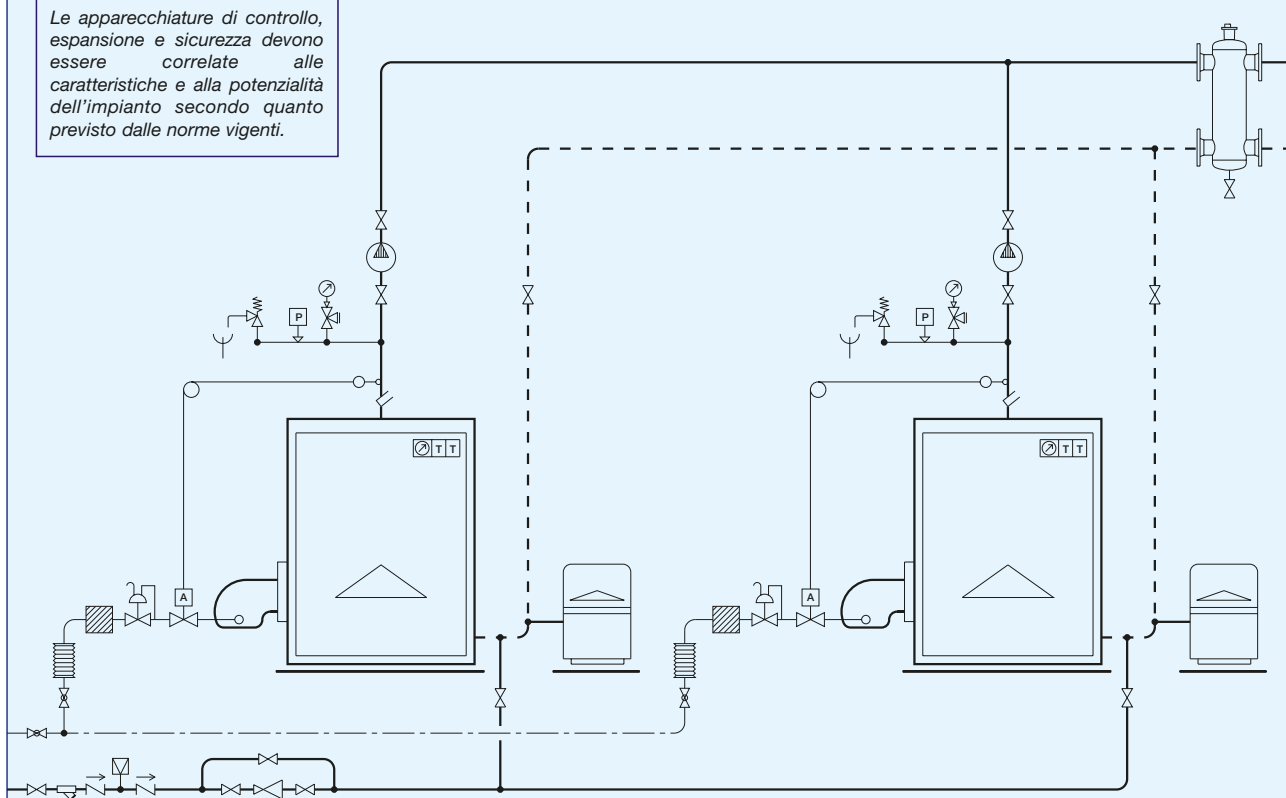 Le apparecchiature di controllo,
espansione e sicurezza devono
essere correlate alle
caratteristiche e alla potenzialità
dell'impianto secondo quanto
previsto dalle norme vigenti.
P
P
T T
T T
A
A